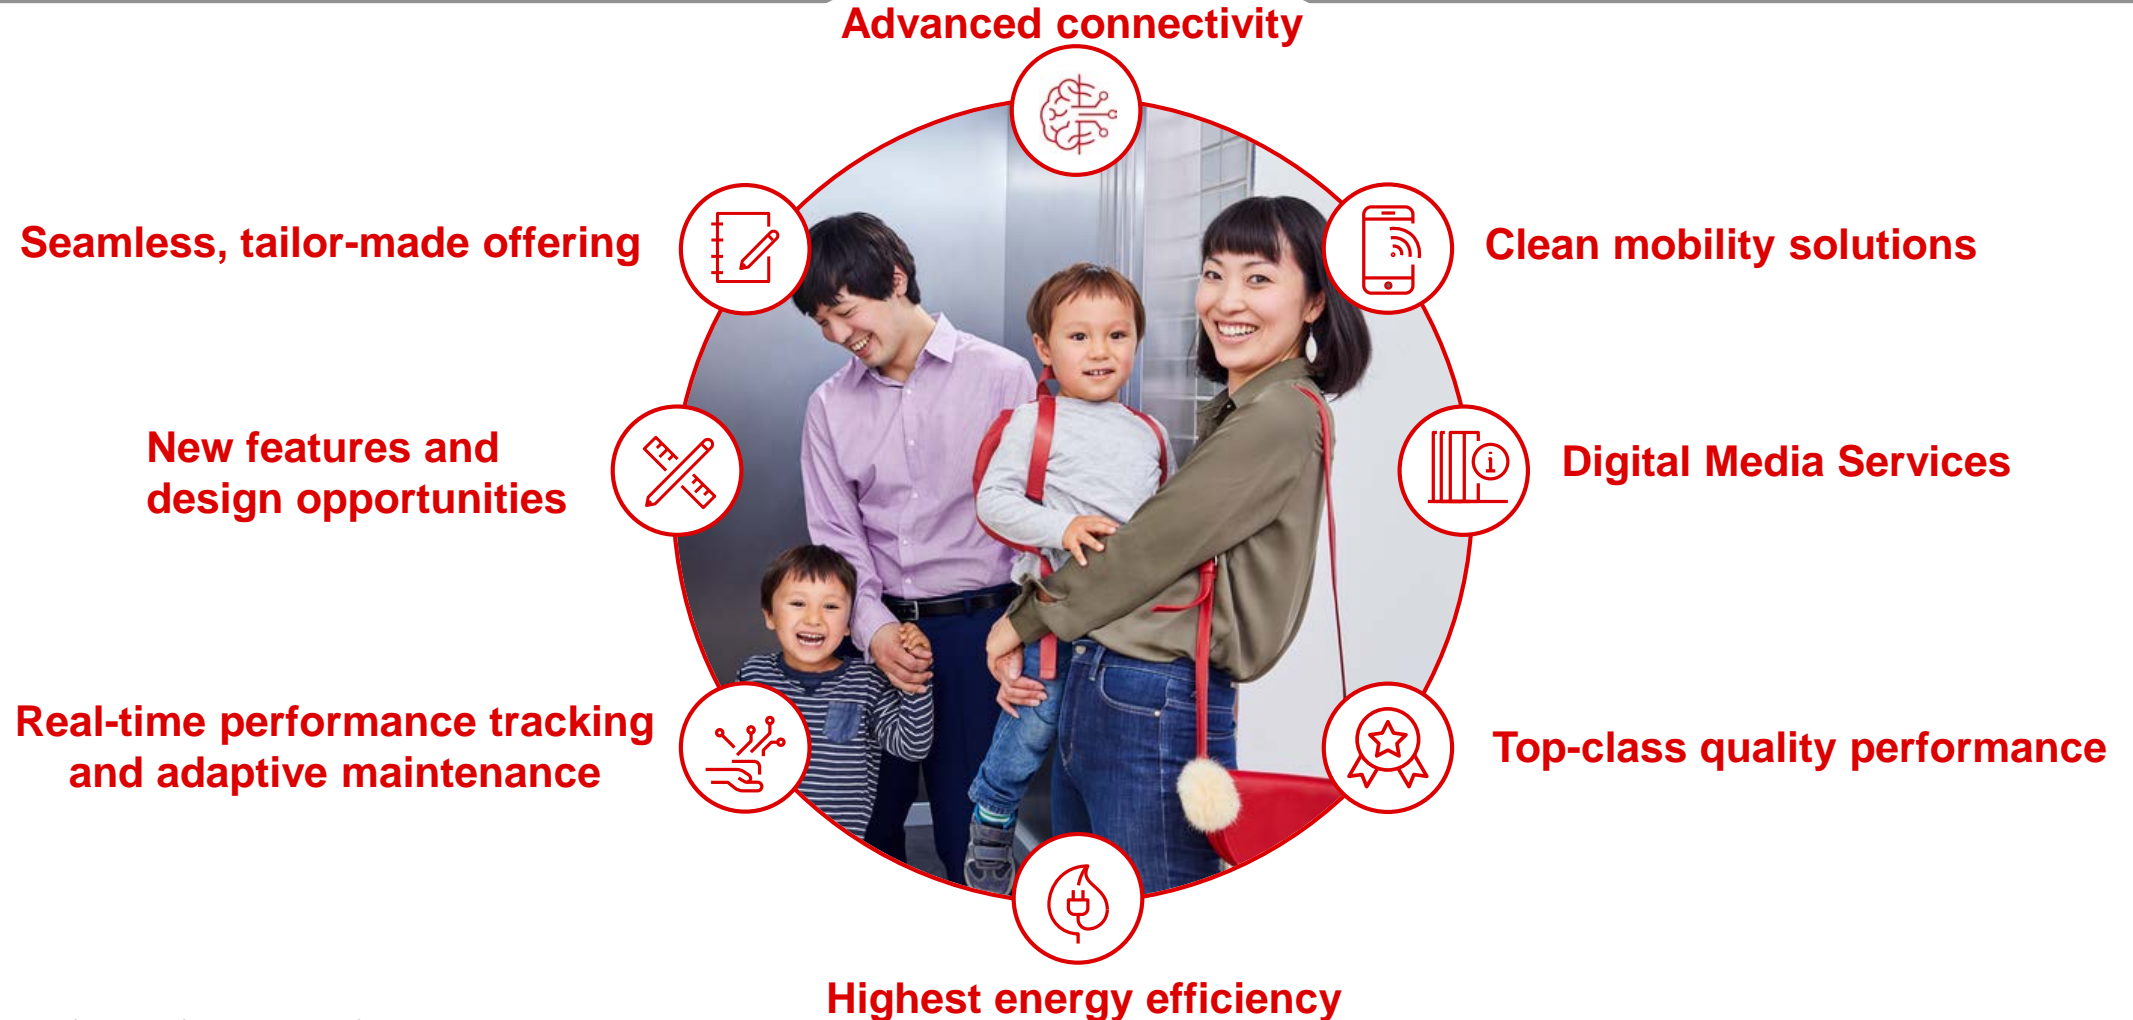 Advanced connectivity
Seamless, tailor-made offering
Clean mobility solutions
New features and
design opportunities
Digital Media Services
Real-time performance tracking
and adaptive maintenance
Top-class quality performance
Highest energy efficiency